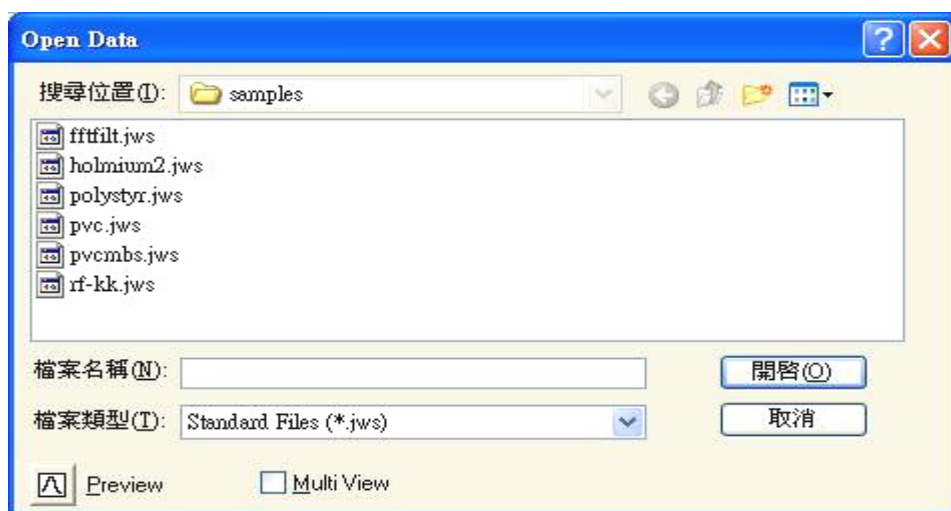 Open Data
搜尋位置(I): samples
fftfilt.jws
holmium2.jws
polystyr.jws
pvc.jws
pvcmbs.jws
rf-kk.jws
檔案名稱(N):
開啓(O)
檔案類型(T): Standard Files (*.jws)
取消
Preview
Multi View